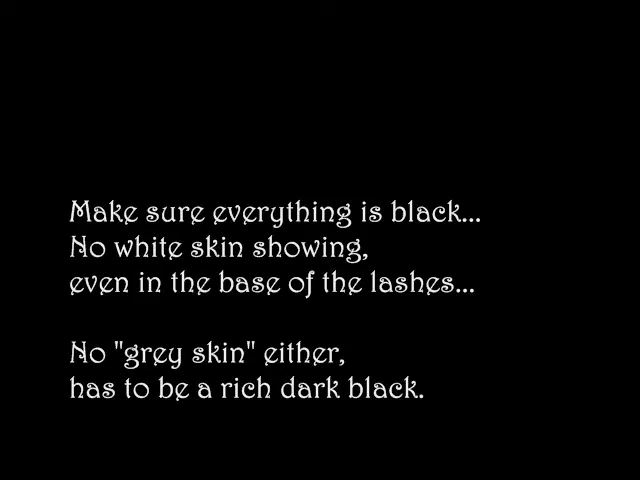 Make sure everything is black...
No white skin showing,
even in the base of the lashes...
No "grey skin" either,
has to be a rich dark black.